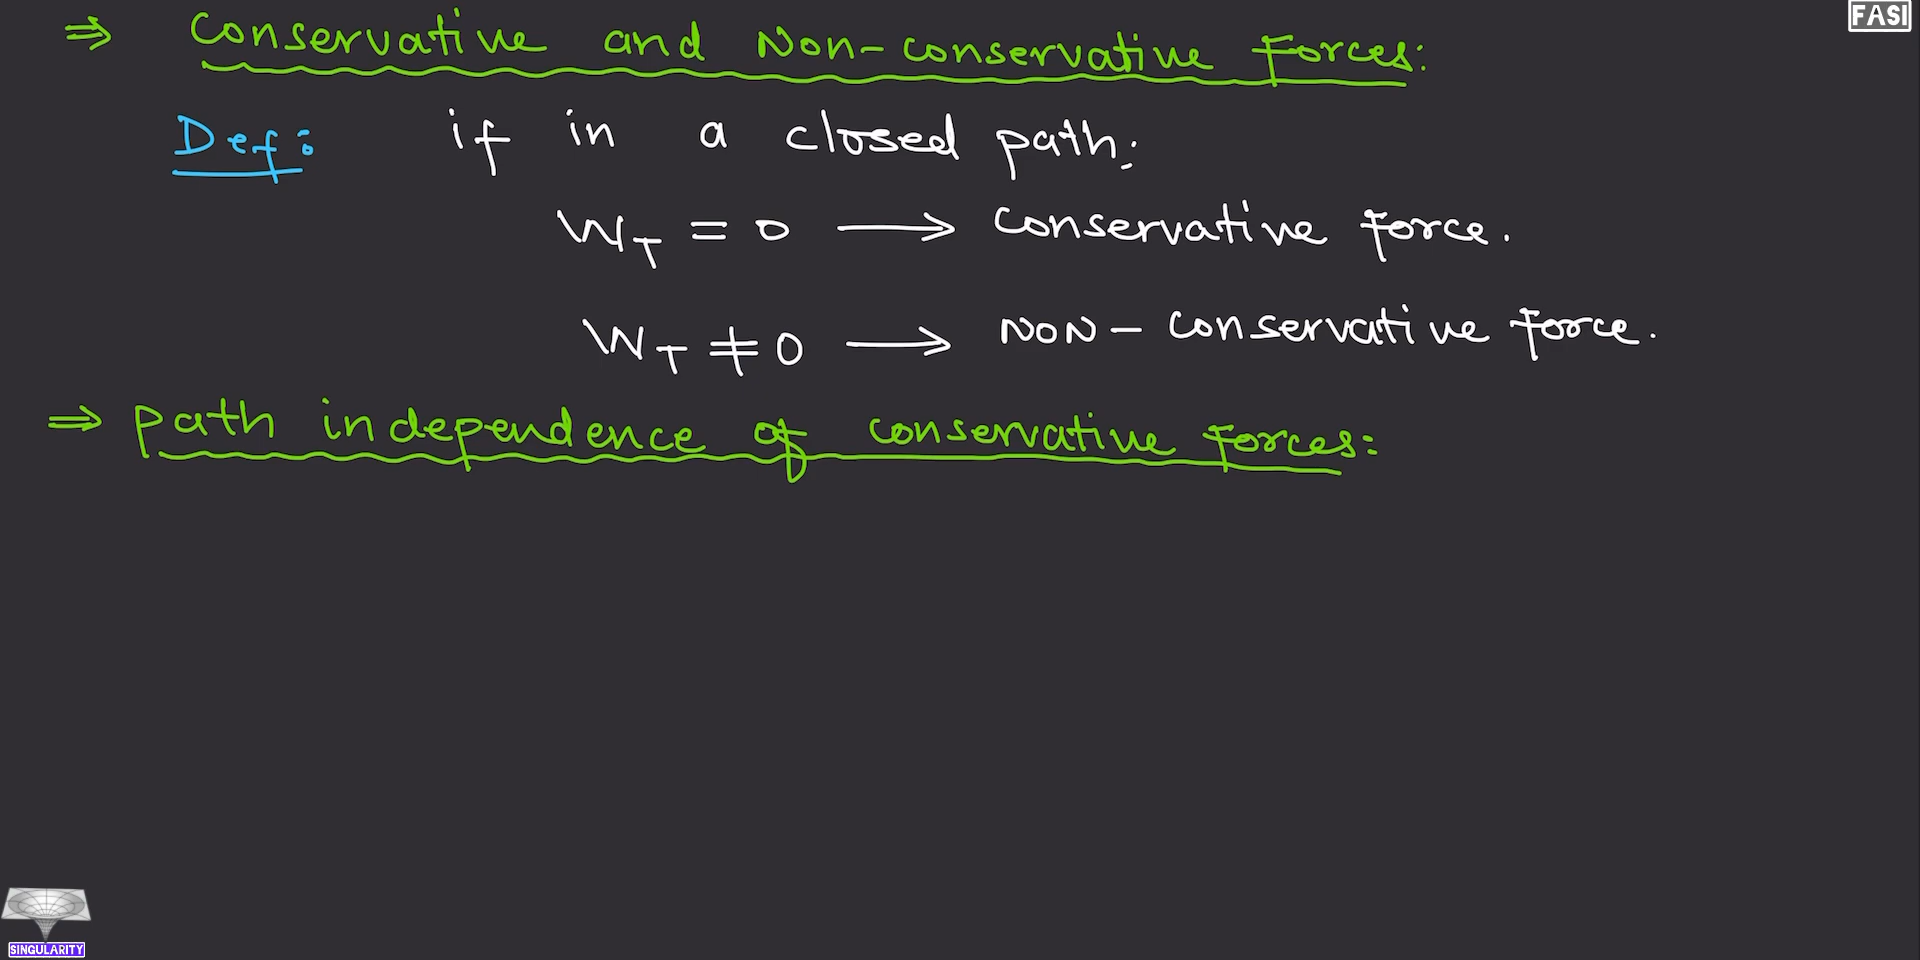 FASI
⇒ Conservative and Non-conservative Forces:
Def: if in a closed path:
W_T = 0 ⟶ conservative force.
W_T ≠ 0 ⟶ NON-conservative force.
⇒ Path independence of conservative forces:
SINGULARITY